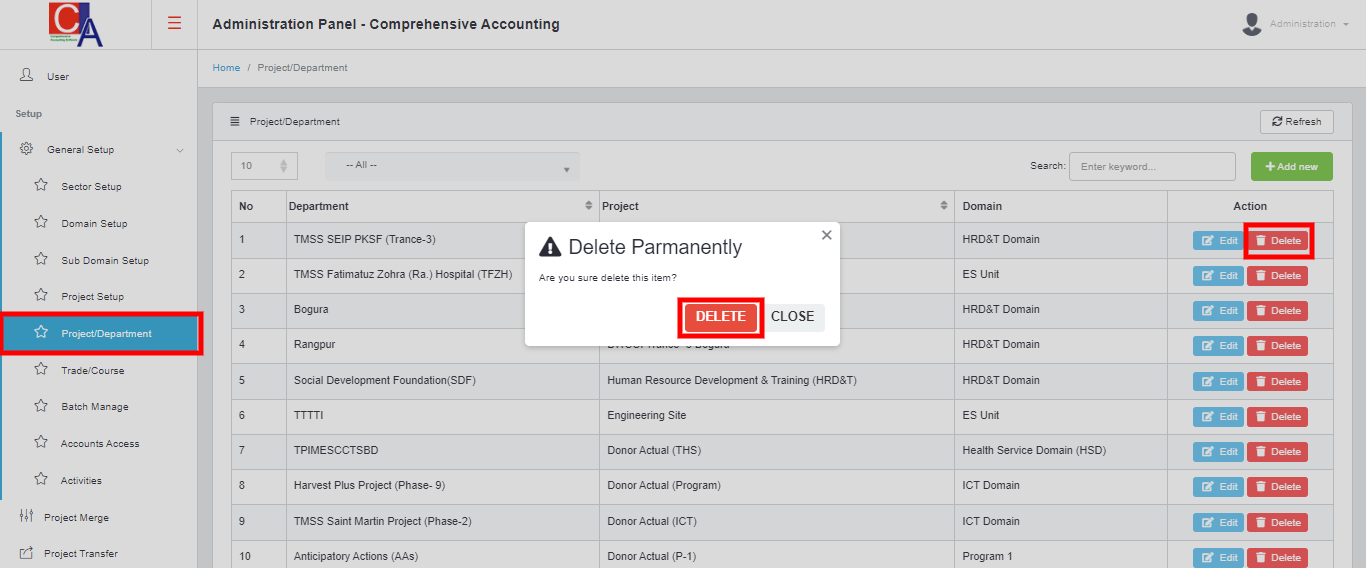 CA
Administration Panel - Comprehensive Accounting
Administration
User
Home / Project/Department
Setup
Project/Department
Refresh
General Setup
10
-- All --
Search:
Enter keyword...
Add new
Sector Setup
No Department Project Domain Action
Domain Setup
1 TMSS SEIP PKSF (Trance-3) HRD&T Domain Edit Delete
Sub Domain Setup
2 TMSS Fatimatuz Zohra (Ra.) Hospital (TFZH) ES Unit Edit Delete
Project Setup
3 Bogura HRD&T Domain Edit Delete
Project/Department
4 Rangpur HRD&T Domain Edit Delete
Delete Parmanently
Are you sure delete this item?
DELETE CLOSE
Trade/Course
5 Social Development Foundation(SDF) Human Resource Development & Training (HRD&T) HRD&T Domain Edit Delete
Batch Manage
6 TTTTI Engineering Site ES Unit Edit Delete
Accounts Access
7 TPIMESCCTSBD Donor Actual (THS) Health Service Domain (HSD) Edit Delete
Activities
8 Harvest Plus Project (Phase- 9) Donor Actual (Program) ICT Domain Edit Delete
Project Merge
9 TMSS Saint Martin Project (Phase-2) Donor Actual (ICT) ICT Domain Edit Delete
Project Transfer
10 Anticipatory Actions (AAs) Donor Actual (P-1) Program 1 Edit Delete